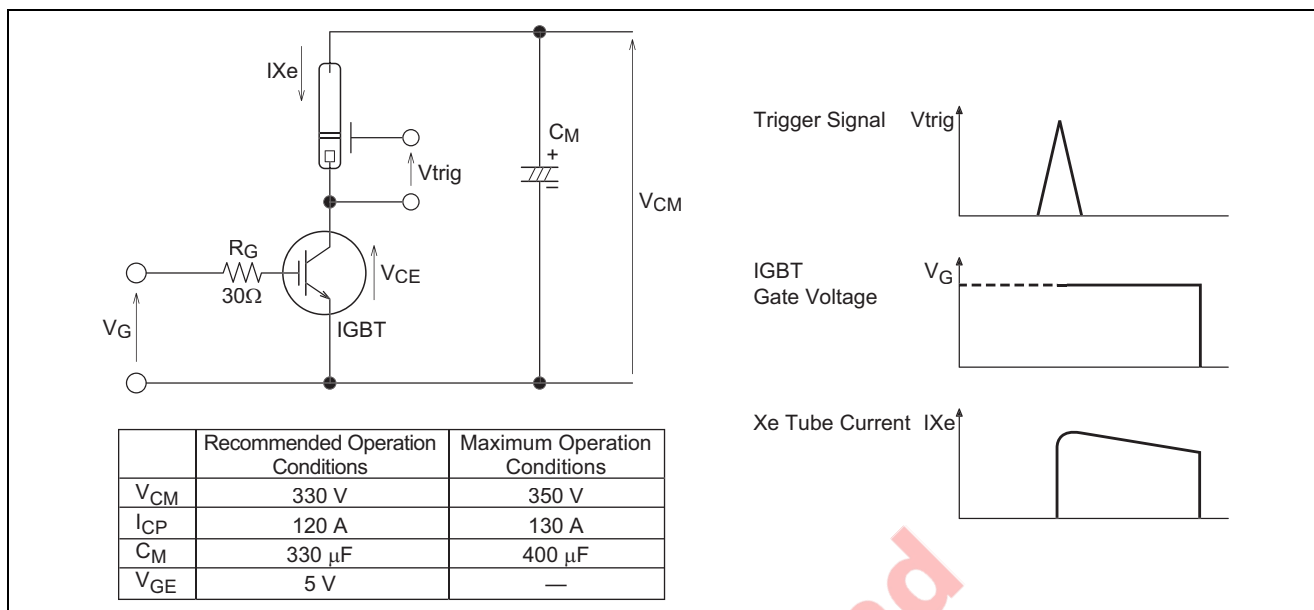 IXe
CM
+
–
Vtrig
VCM
RG
30Ω
VCE
VG
IGBT
Recommended Operation Conditions
Maximum Operation Conditions
VCM 330 V 350 V
ICP 120 A 130 A
CM 330 μF 400 μF
VGE 5 V —
Trigger Signal Vtrig
IGBT VG
Gate Voltage
Xe Tube Current IXe